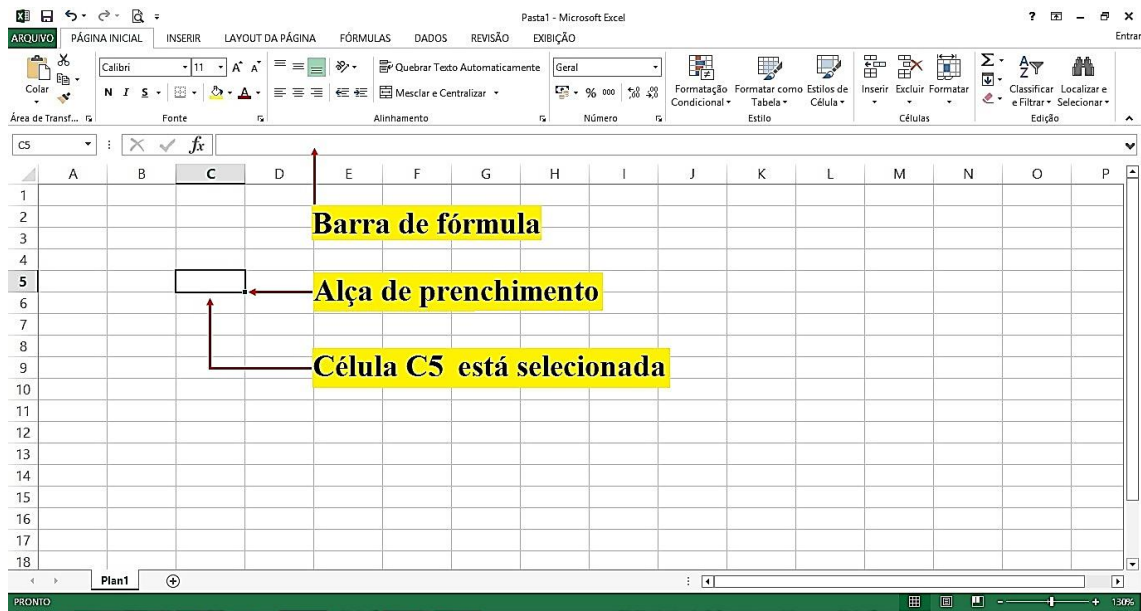 Pasta1 - Microsoft Excel
ARQUIVO PÁGINA INICIAL INSERIR LAYOUT DA PÁGINA FÓRMULAS DADOS REVISÃO EXIBIÇÃO Entrar
Colar
Calibri 11
Quebrar Texto Automaticamente
Geral
N I S
Mesclar e Centralizar
% 000
Formatação Condicional
Formatar como Tabela
Estilos de Célula
Inserir Excluir Formatar
Classificar e Filtrar
Localizar e Selecionar
Área de Transf... Fonte Alinhamento Número Estilo Células Edição
C5 fx
A B C D E F G H I J K L M N O P
1
2
Barra de fórmula
3
4
5
Alça de prenchimento
6
7
8
9
Célula C5 está selecionada
10
11
12
13
14
15
16
17
18
Plan1
PRONTO 130%